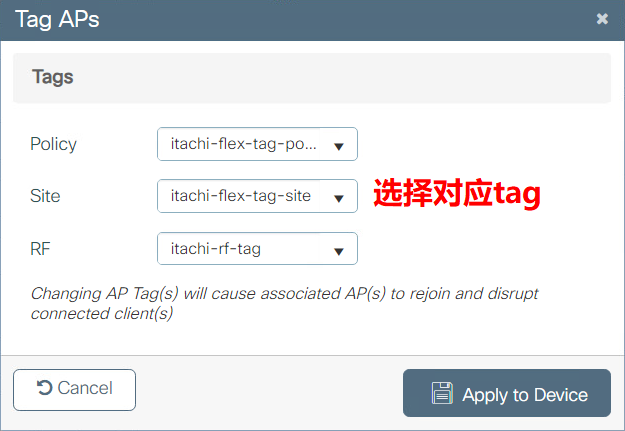 Tag APs
Tags
Policy
itachi-flex-tag-po...
Site
itachi-flex-tag-site
选择对应tag
RF
itachi-rf-tag
Changing AP Tag(s) will cause associated AP(s) to rejoin and disrupt
connected client(s)
Cancel
Apply to Device